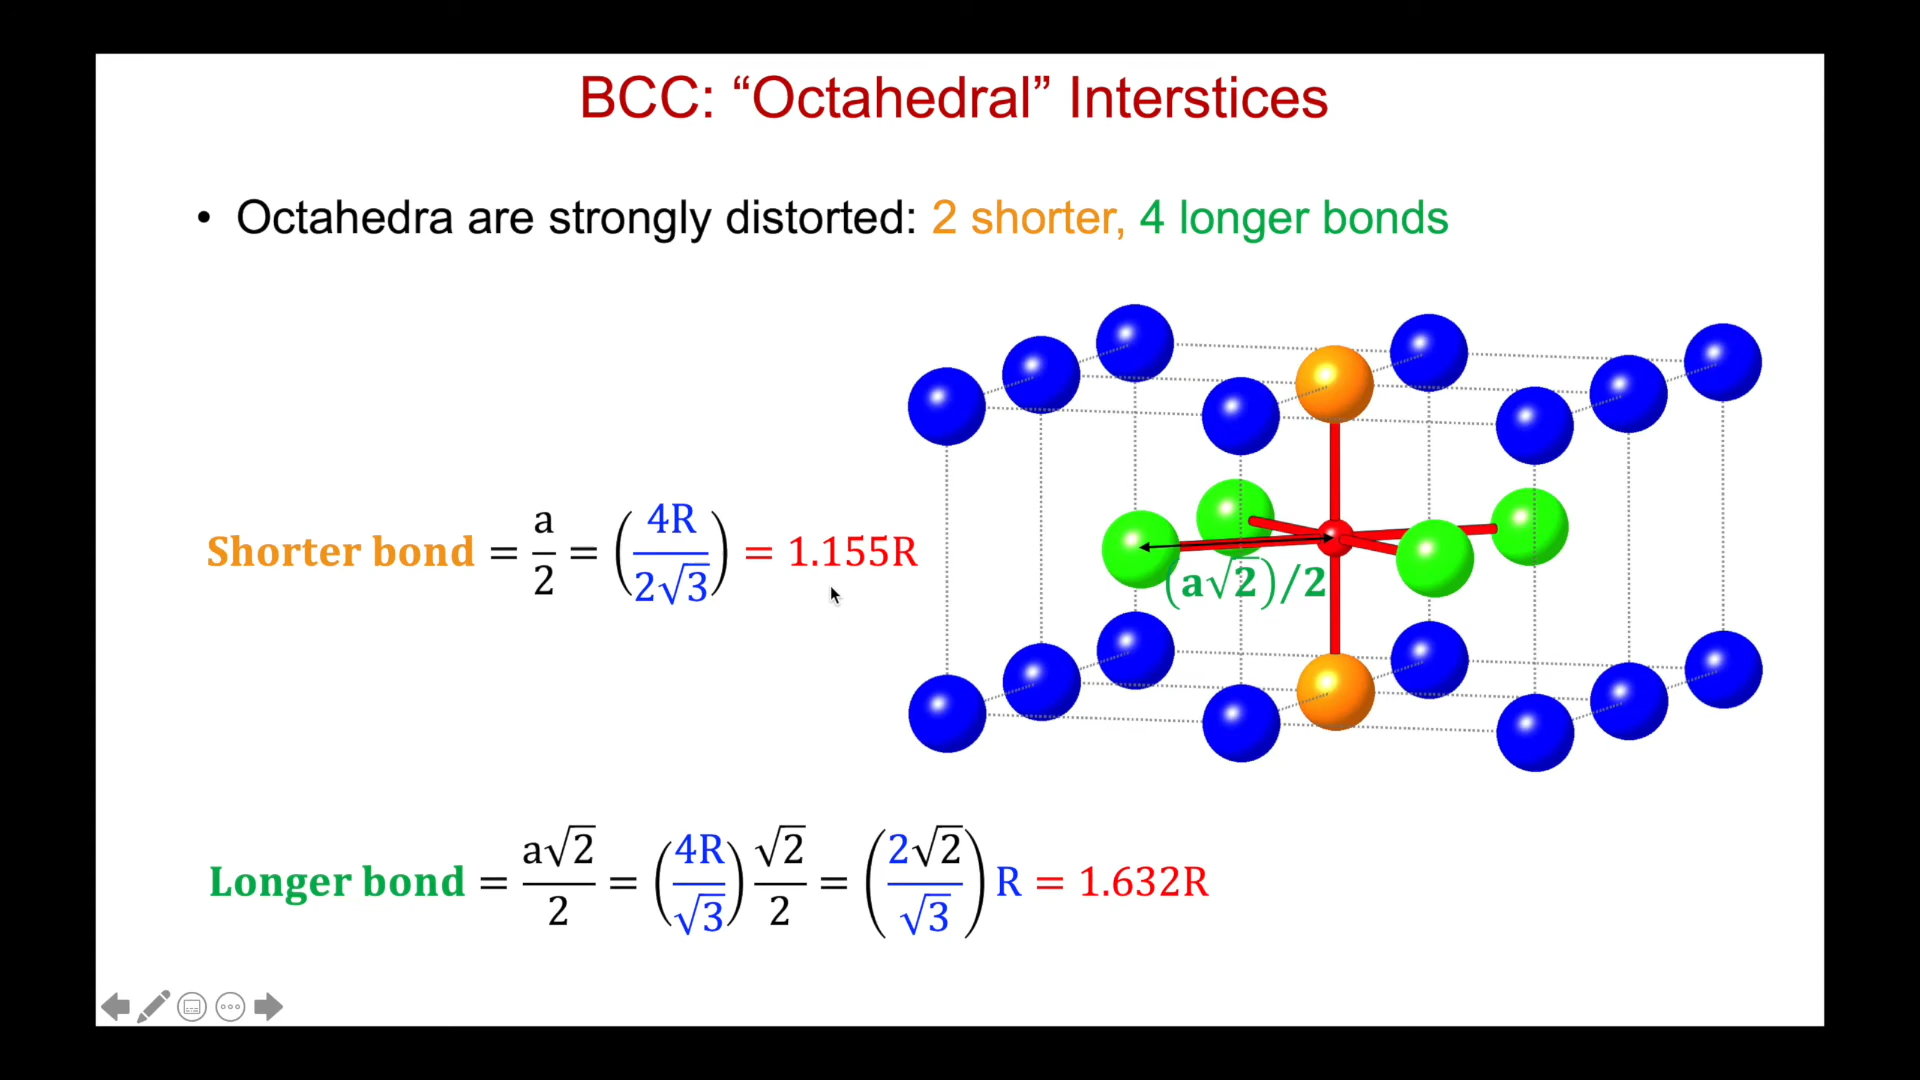 BCC: “Octahedral” Interstices
• Octahedra are strongly distorted: 2 shorter, 4 longer bonds
Shorter bond = a/2 = (4R/2√3) = 1.155R
(a√2)/2
Longer bond = a√2/2 = (4R/√3) √2/2 = (2√2/√3) R = 1.632R